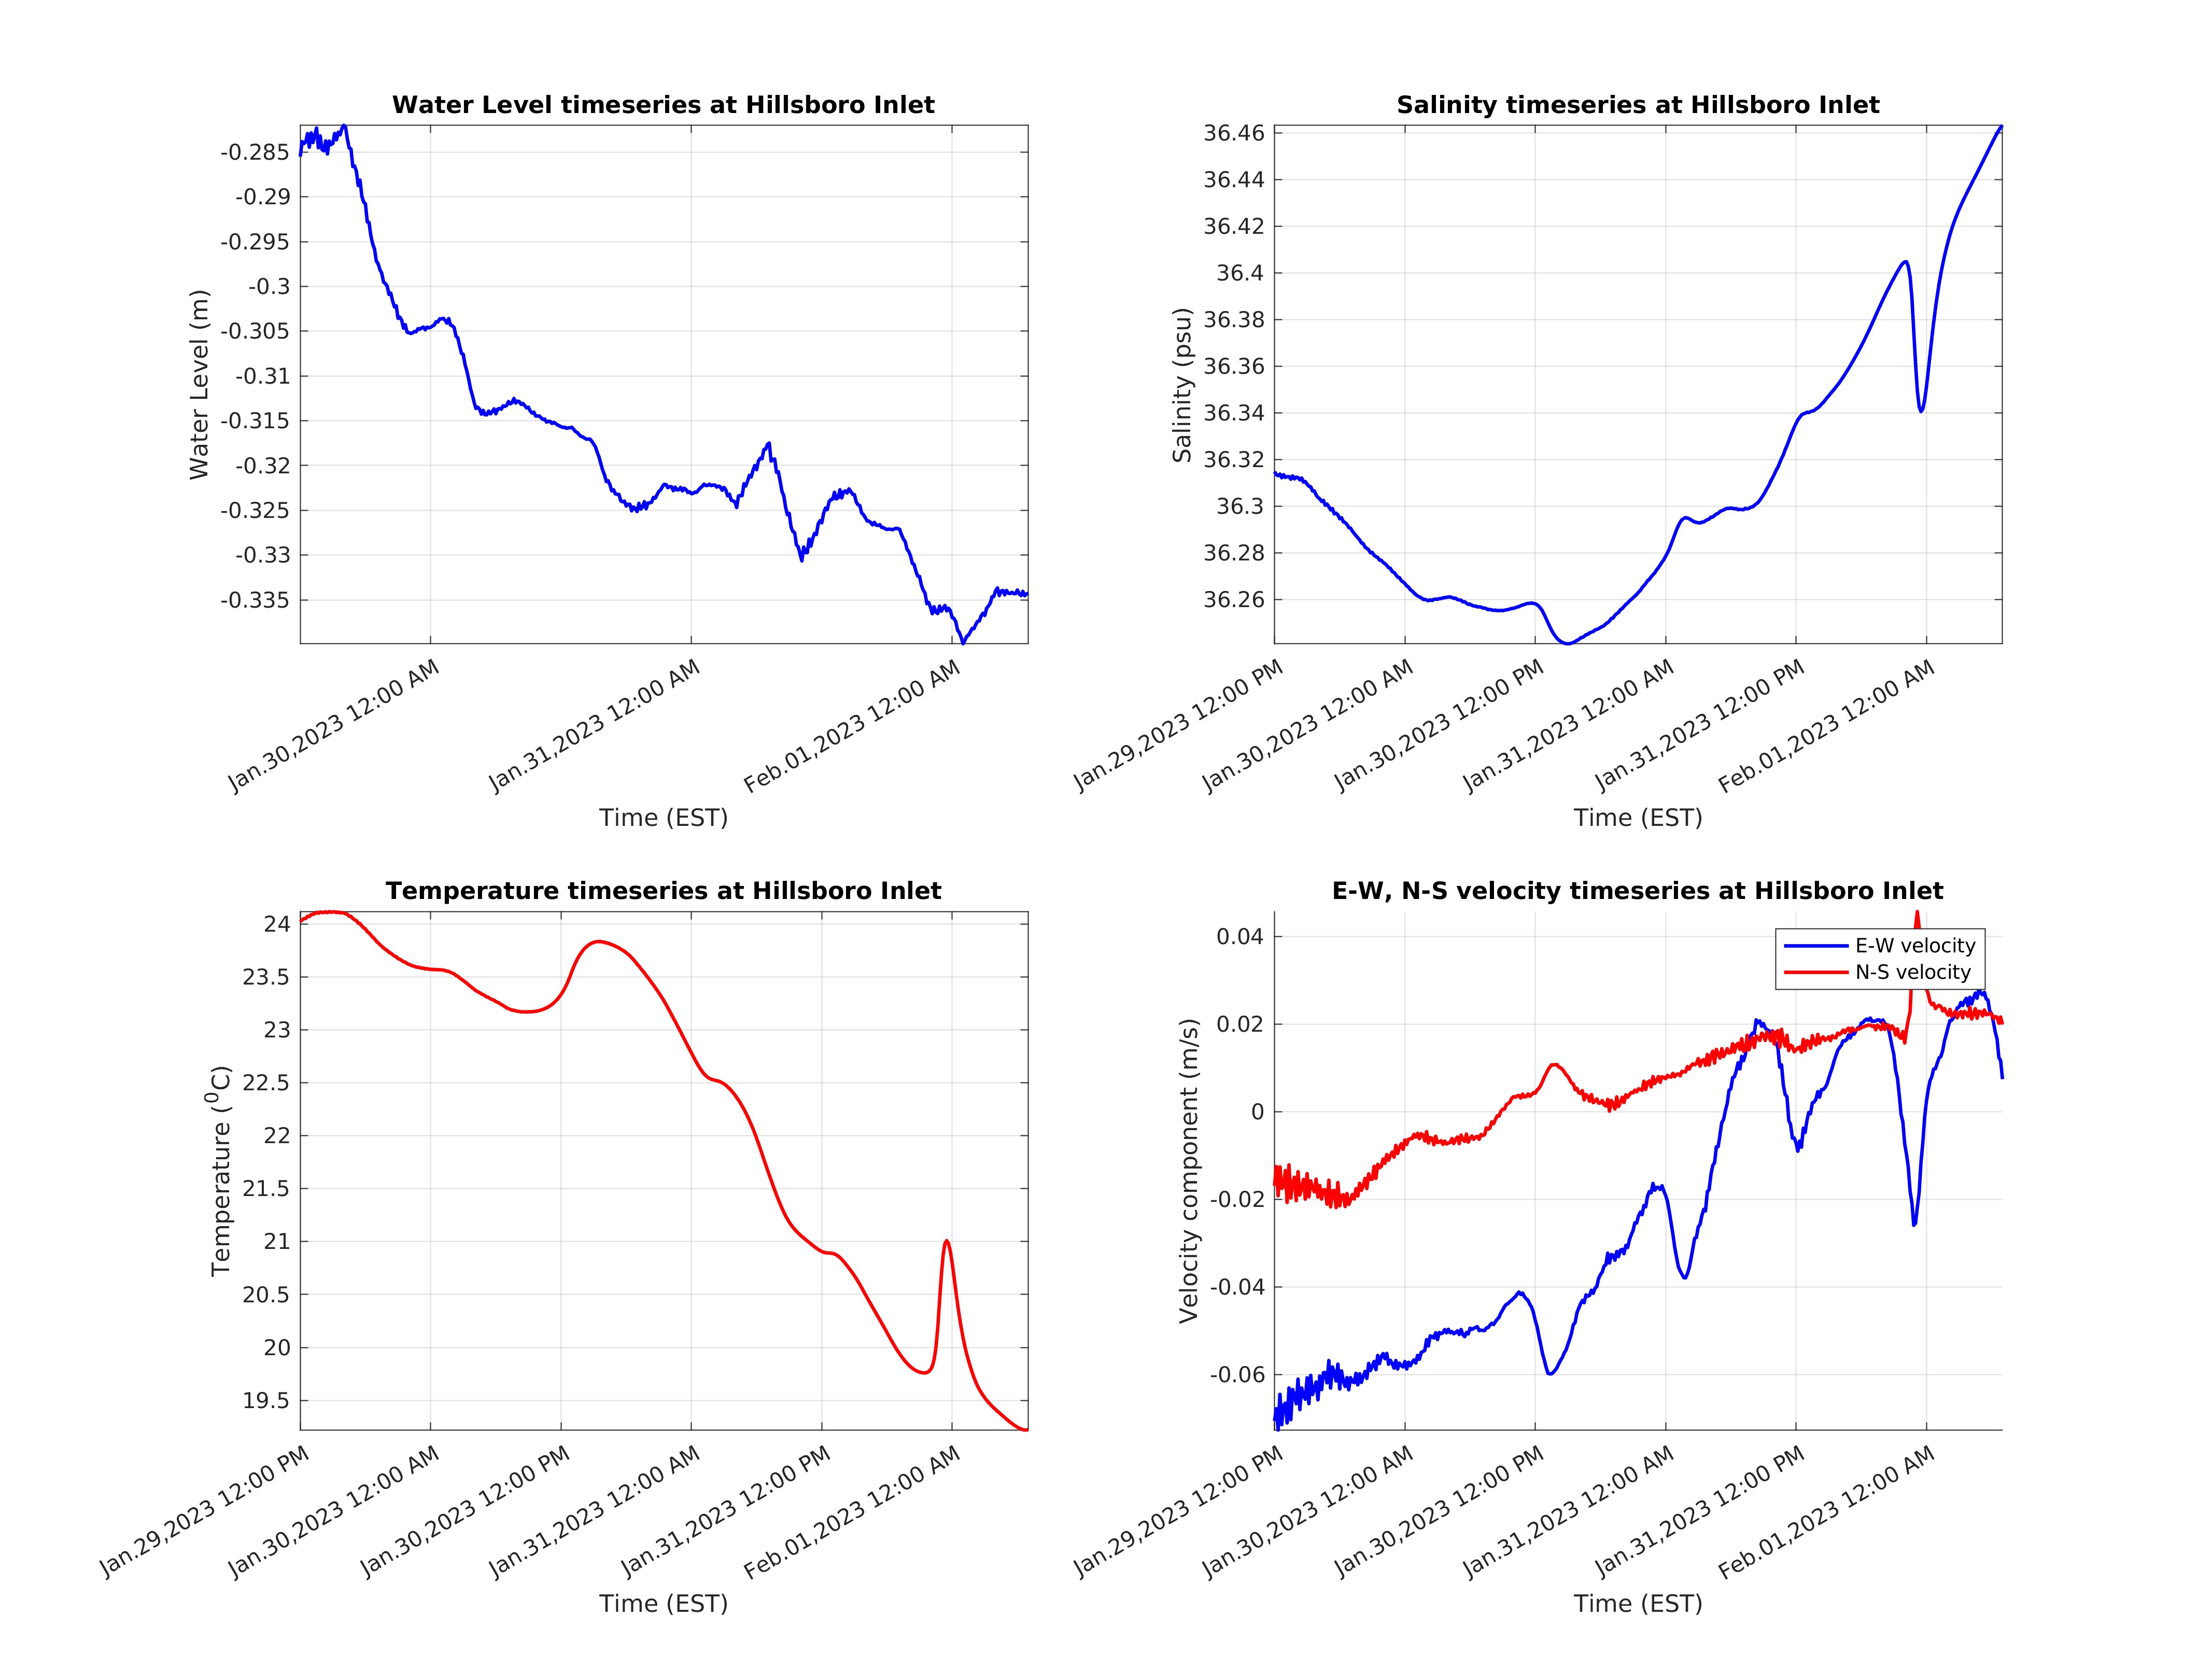 Water Level timeseries at Hillsboro Inlet
Water Level (m)
-0.285
-0.29
-0.295
-0.3
-0.305
-0.31
-0.315
-0.32
-0.325
-0.33
-0.335
Jan.30,2023 12:00 AM
Jan.31,2023 12:00 AM
Feb.01,2023 12:00 AM
Time (EST)
Salinity timeseries at Hillsboro Inlet
Salinity (psu)
36.46
36.44
36.42
36.4
36.38
36.36
36.34
36.32
36.3
36.28
36.26
Jan.29,2023 12:00 PM
Jan.30,2023 12:00 AM
Jan.30,2023 12:00 PM
Jan.31,2023 12:00 AM
Jan.31,2023 12:00 PM
Feb.01,2023 12:00 AM
Time (EST)
Temperature timeseries at Hillsboro Inlet
Temperature (⁰C)
24
23.5
23
22.5
22
21.5
21
20.5
20
19.5
Jan.29,2023 12:00 PM
Jan.30,2023 12:00 AM
Jan.30,2023 12:00 PM
Jan.31,2023 12:00 AM
Jan.31,2023 12:00 PM
Feb.01,2023 12:00 AM
Time (EST)
E-W, N-S velocity timeseries at Hillsboro Inlet
Velocity component (m/s)
0.04
0.02
0
-0.02
-0.04
-0.06
E-W velocity
N-S velocity
Jan.29,2023 12:00 PM
Jan.30,2023 12:00 AM
Jan.30,2023 12:00 PM
Jan.31,2023 12:00 AM
Jan.31,2023 12:00 PM
Feb.01,2023 12:00 AM
Time (EST)